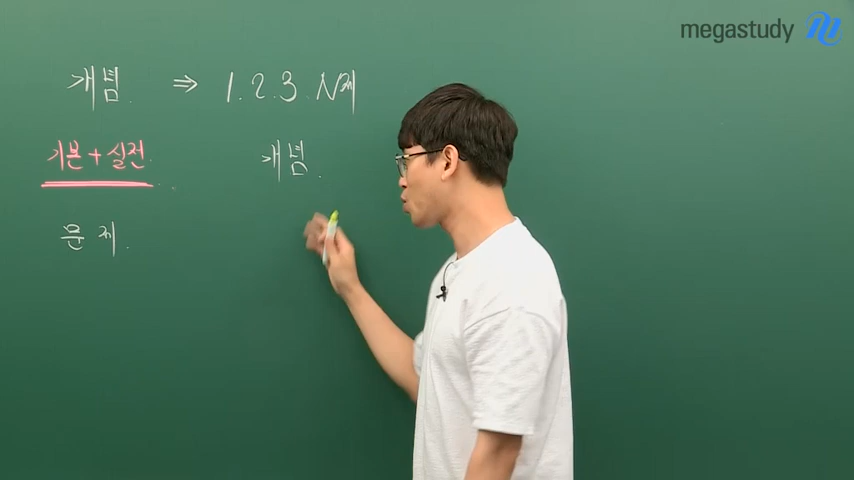 megastudy
개념. ⇒ 1. 2. 3. N제
기본 + 실전. 개념.
문제.